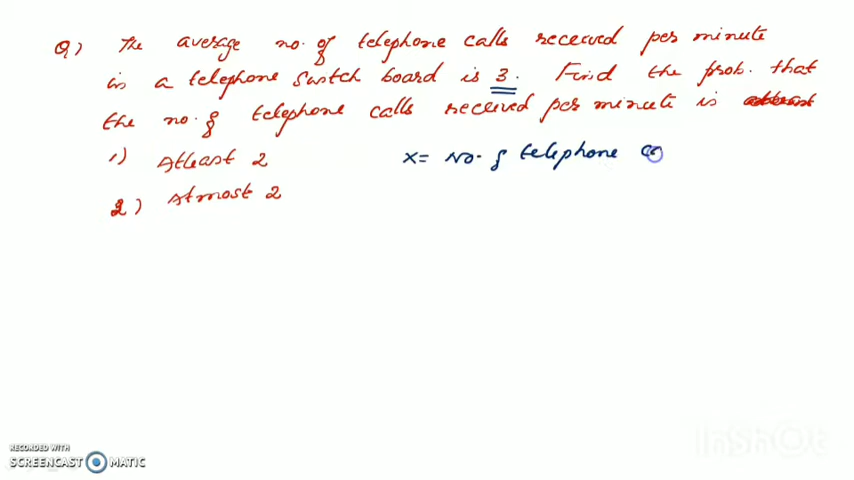 Q) The average no. of telephone calls received per minute
in a telephone switch board is 3. Find the prob. that
the no. of telephone calls received per minute is
1) Atleast 2
X = No. of telephone ca
2) Atmost 2
RECORDED WITH
SCREENCAST MATIC